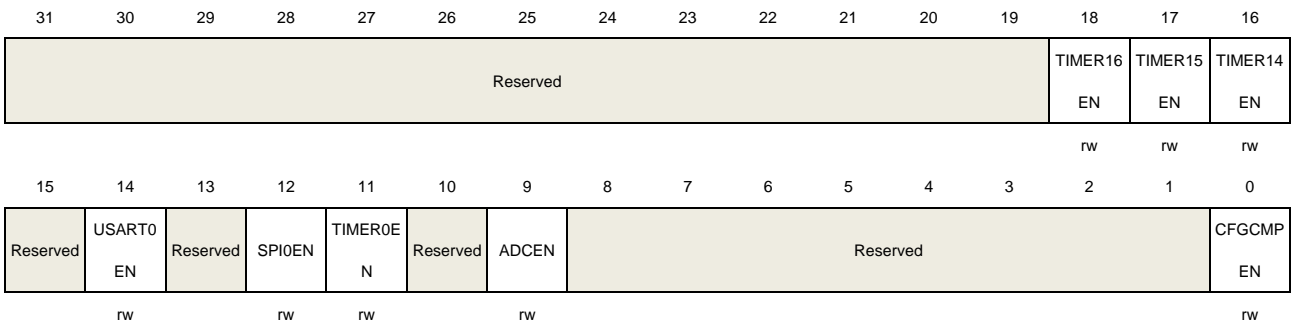 31 30 29 28 27 26 25 24 23 22 21 20 19 18 17 16
Reserved TIMER16 TIMER15 TIMER14
EN EN EN
rw rw rw
15 14 13 12 11 10 9 8 7 6 5 4 3 2 1 0
Reserved USART0 Reserved SPI0EN TIMER0E Reserved ADCEN Reserved CFGCMP
EN N EN
rw rw rw rw rw